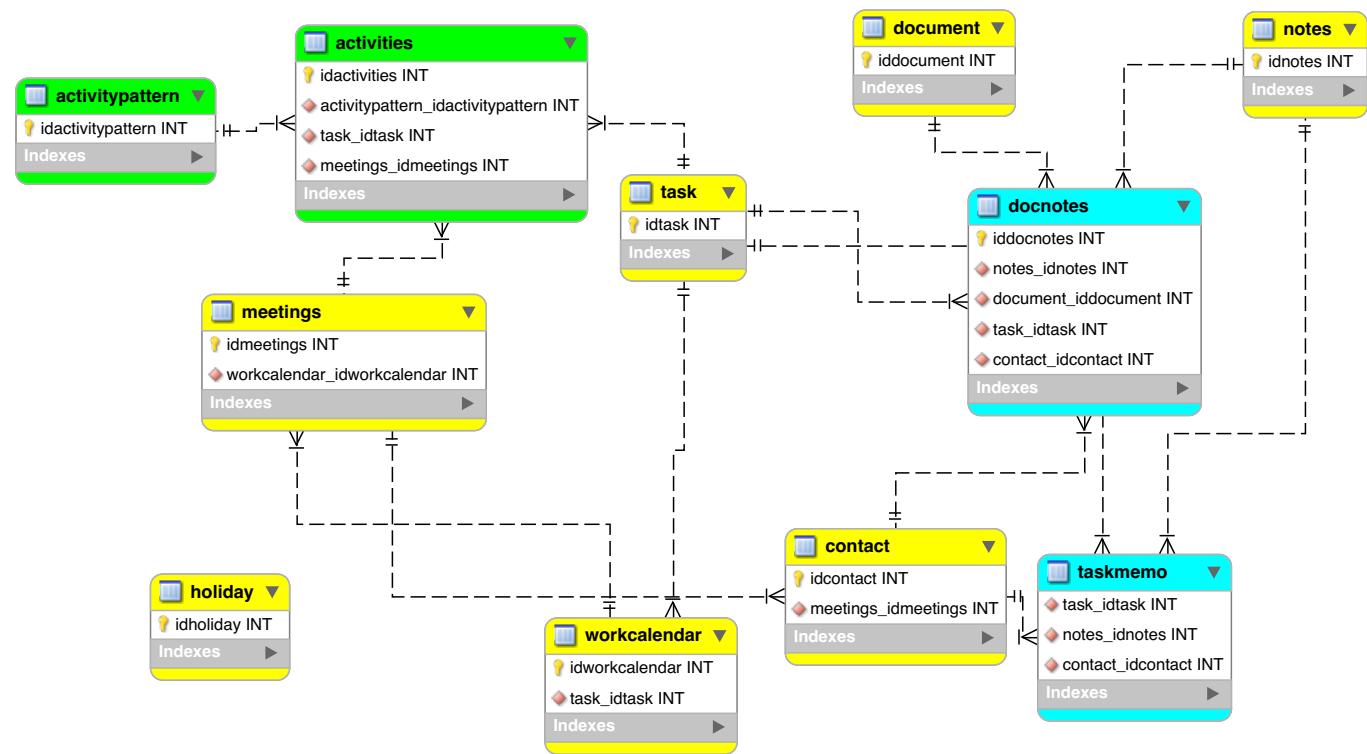 activitypattern
idactivitypattern INT
Indexes
activities
idactivities INT
activitypattern_idactivitypattern INT
task_idtask INT
meetings_idmeetings INT
Indexes
document
iddocument INT
Indexes
notes
idnotes INT
Indexes
task
idtask INT
Indexes
docnotes
iddocnotes INT
notes_idnotes INT
document_iddocument INT
task_idtask INT
contact_idcontact INT
Indexes
meetings
idmeetings INT
workcalendar_idworkcalendar INT
Indexes
holiday
idholiday INT
Indexes
workcalendar
idworkcalendar INT
task_idtask INT
Indexes
contact
idcontact INT
meetings_idmeetings INT
Indexes
taskmemo
task_idtask INT
notes_idnotes INT
contact_idcontact INT
Indexes